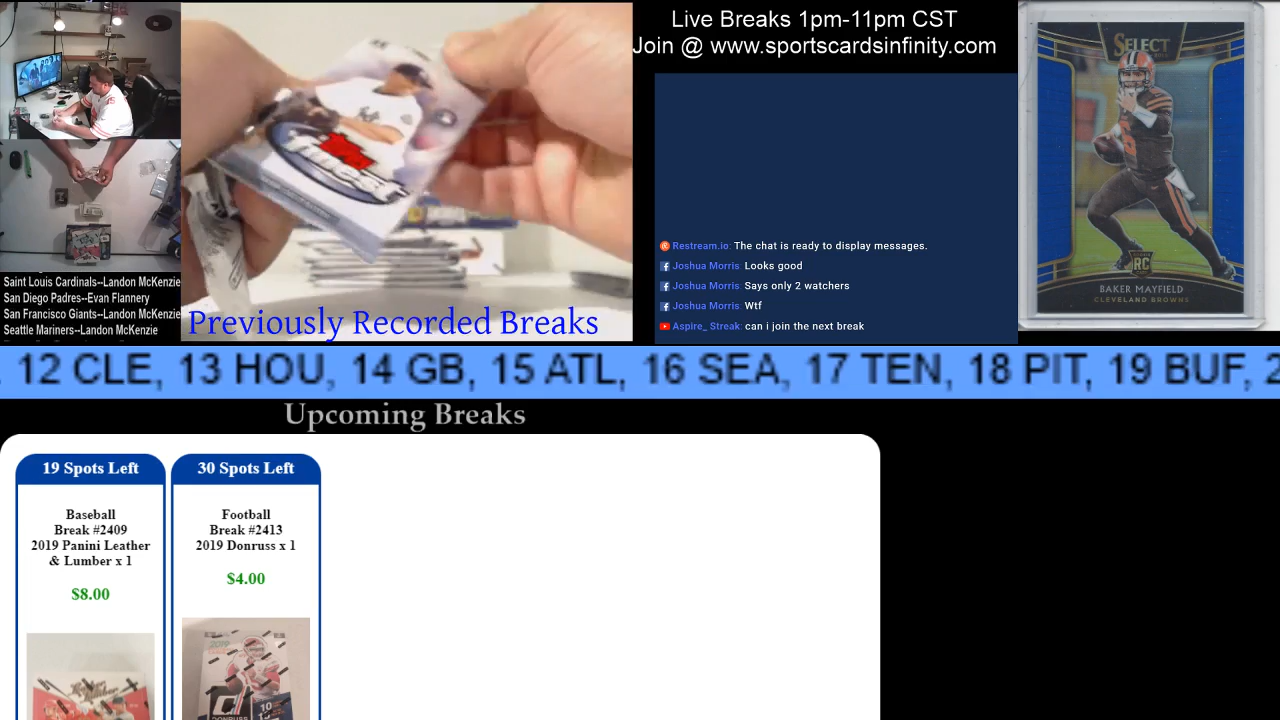 Live Breaks 1pm-11pm CST
Join @ www.sportscardsinfinity.com
Saint Louis Cardinals--Landon McKenzie
San Diego Padres--Evan Flannery
San Francisco Giants--Landon McKenzie
Seattle Mariners--Landon McKenzie
Previously Recorded Breaks
Restream.io: The chat is ready to display messages.
Joshua Morris: Looks good
Joshua Morris: Says only 2 watchers
Joshua Morris: Wtf
Aspire_ Streak: can i join the next break
SELECT
RC
BAKER MAYFIELD
CLEVELAND BROWNS
12 CLE, 13 HOU, 14 GB, 15 ATL, 16 SEA, 17 TEN, 18 PIT, 19 BUF, 2
Upcoming Breaks
19 Spots Left
Baseball
Break #2409
2019 Panini Leather
& Lumber x 1
$8.00
30 Spots Left
Football
Break #2413
2019 Donruss x 1
$4.00
2019
10
DONRUSS